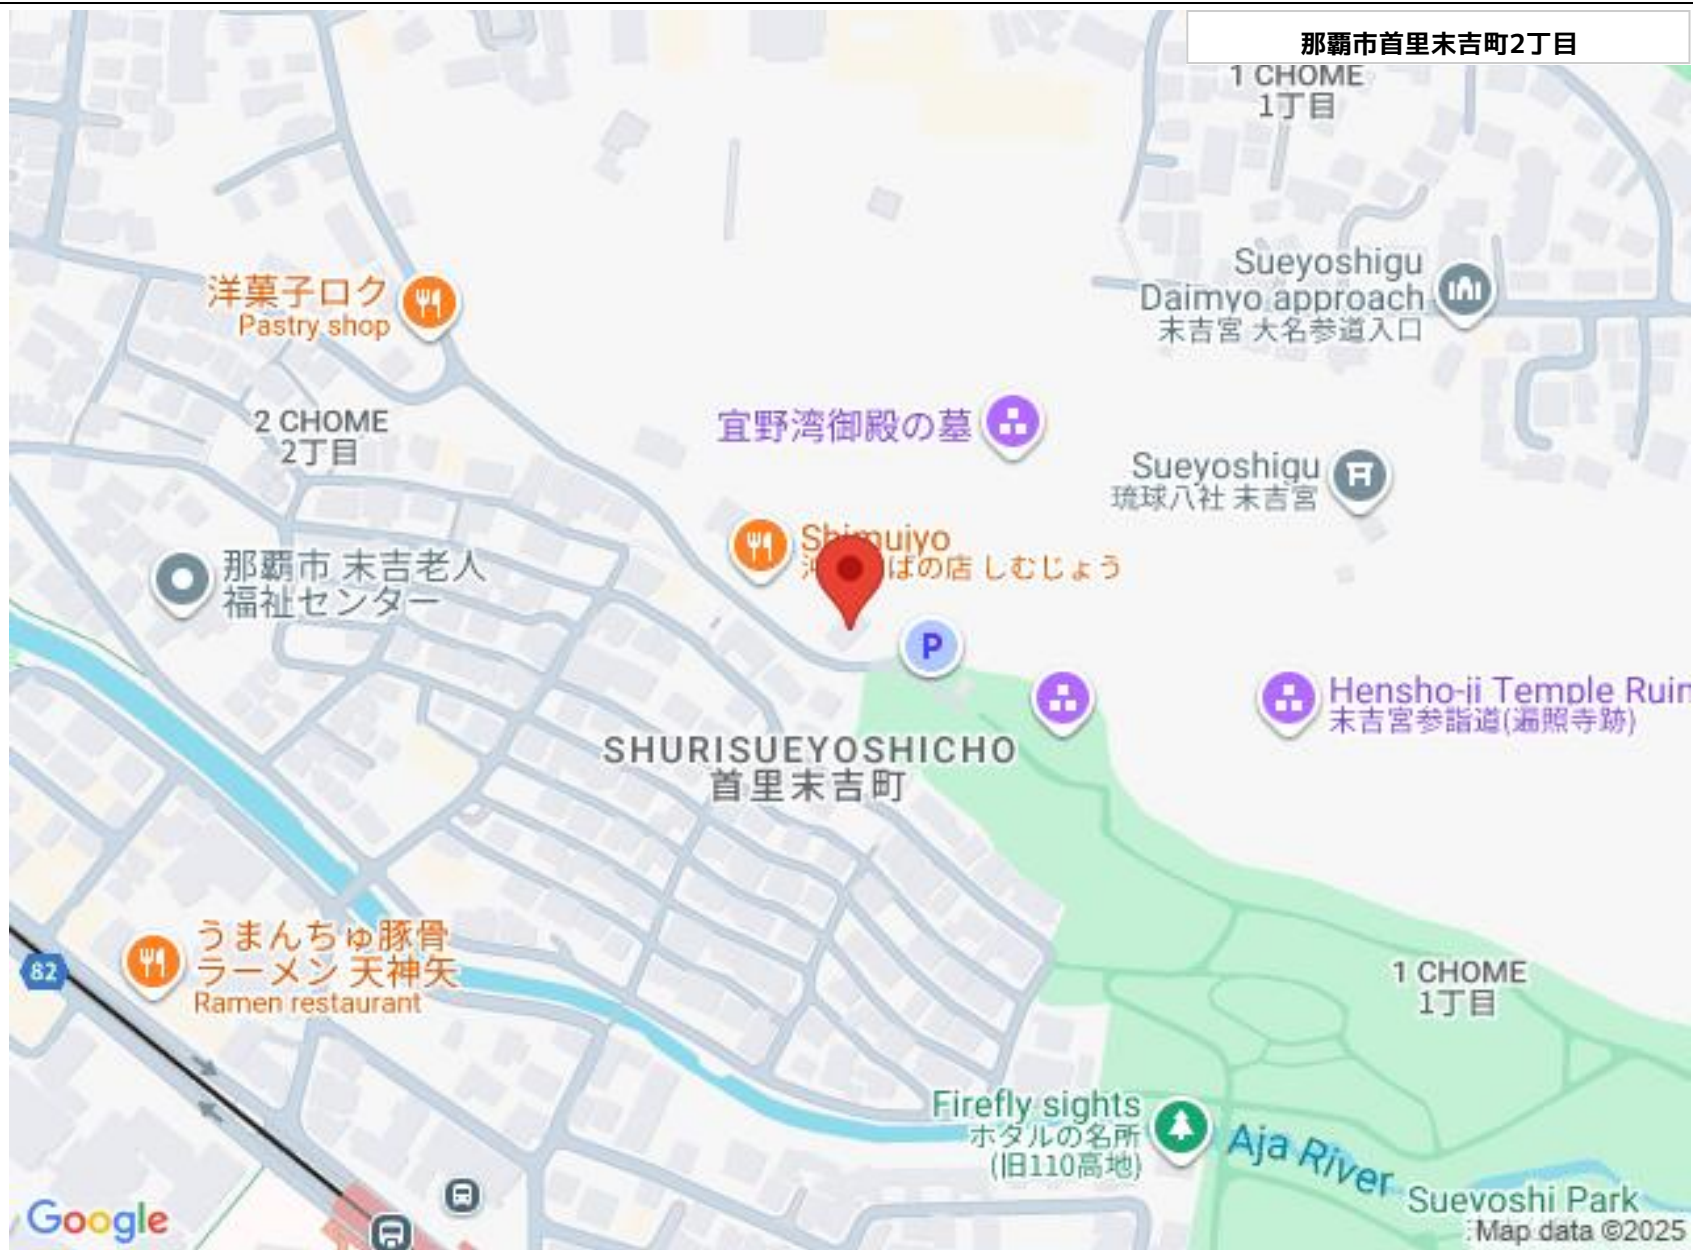 那覇市首里末吉町2丁目
1 CHOME
1丁目
Sueyoshigu
Daimyo approach
末吉宮 大名参道入口
洋菓子ロク
Pastry shop
2 CHOME
2丁目
宜野湾御殿の墓
Sueyoshigu
琉球八社 末吉宮
ばの店 しむじょう
那覇市 末吉老人
福祉センター
P
Hensho-ji Temple Ruin
末吉宮参詣道(遍照寺跡)
SHURISUEYOSHICHO
首里末吉町
うまんちゅ豚骨
ラーメン 天神矢
Ramen restaurant
82
1 CHOME
1丁目
Firefly sights
ホタルの名所
(旧110高地)
Aja River
Sueyoshi Park
Google
Map data ©2025